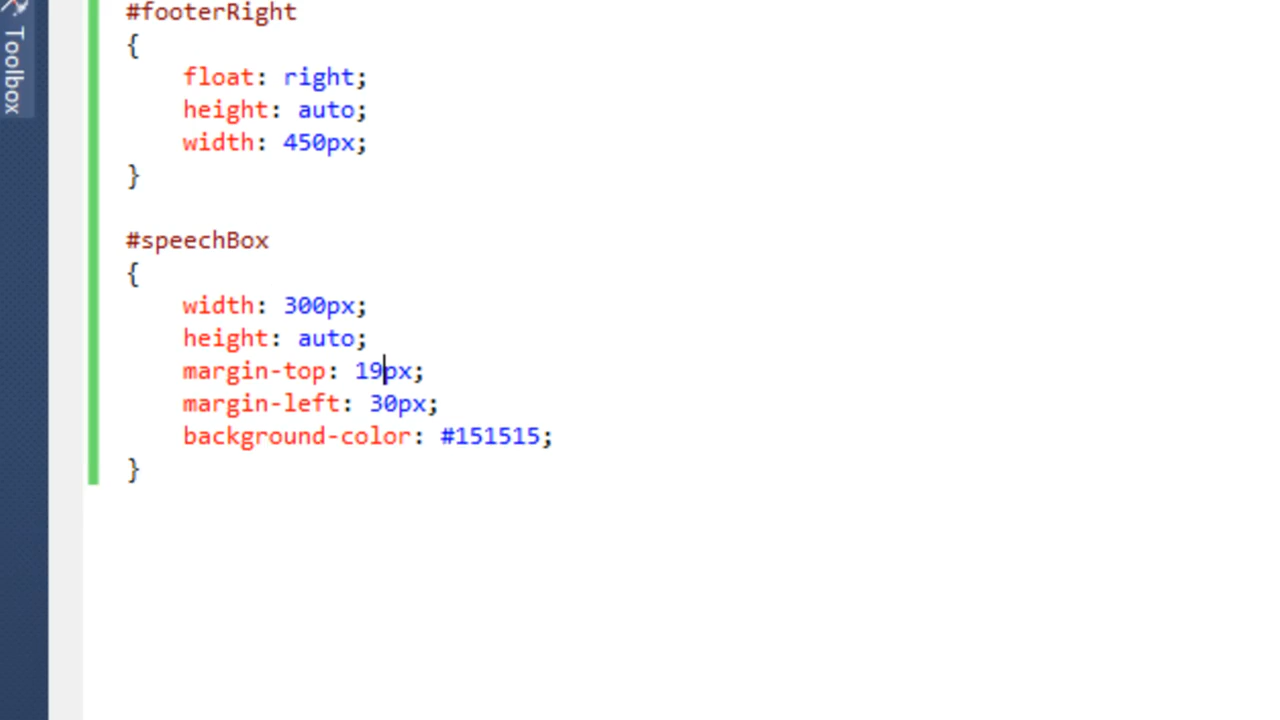 Toolbox
#footerRight
{
    float: right;
    height: auto;
    width: 450px;
}

#speechBox
{
    width: 300px;
    height: auto;
    margin-top: 19px;
    margin-left: 30px;
    background-color: #151515;
}